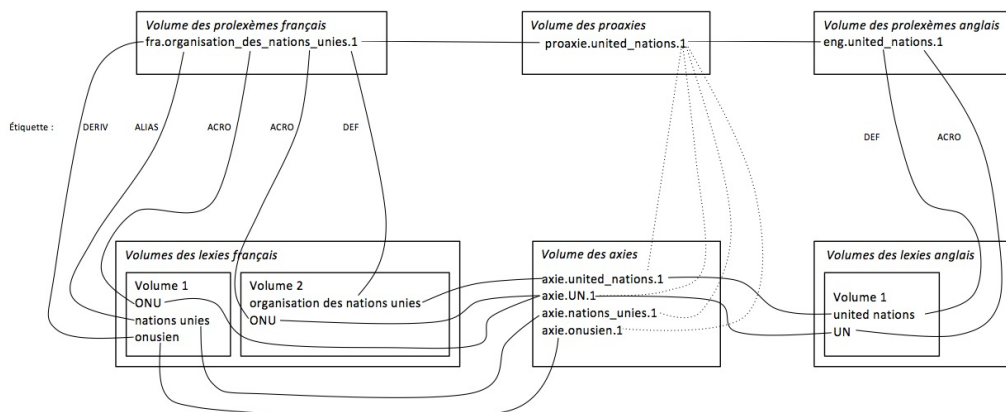 Volume des prolexèmes français
fra.organisation_des_nations_unies.1
Volume des proaxies
proaxie.united_nations.1
Volume des prolexèmes anglais
eng.united_nations.1
Étiquette :
DERIV
ALIAS
ACRO
ACRO
DEF
DEF
ACRO
Volumes des lexies français
Volume 1
ONU
nations unies
onusien
Volume 2
organisation des nations unies
ONU
Volume des axies
axie.united_nations.1
axie.UN.1
axie.nations_unies.1
axie.onusien.1
Volumes des lexies anglais
Volume 1
united nations
UN